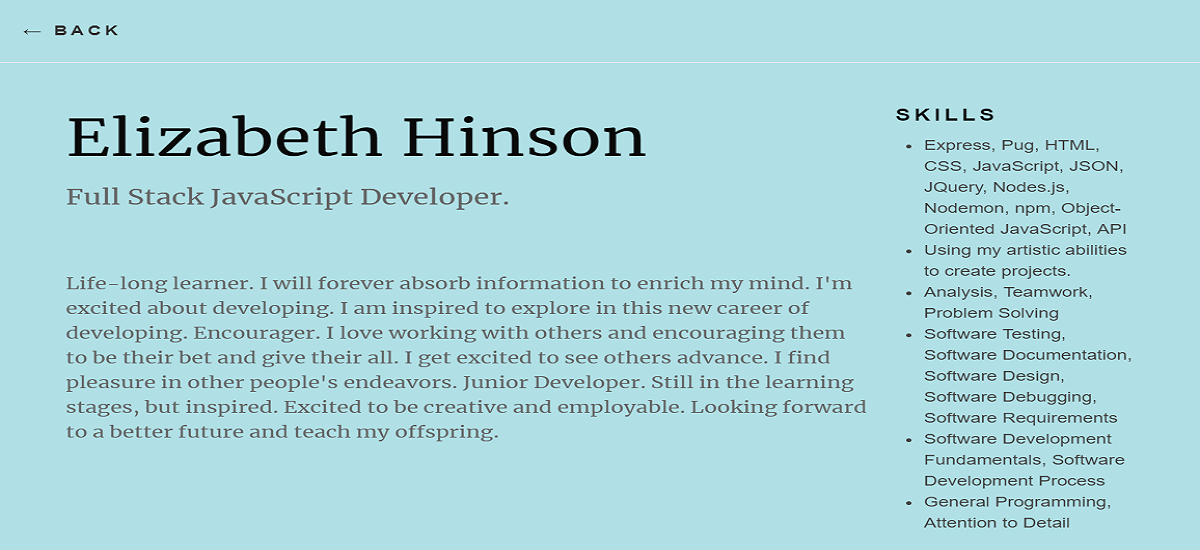 ← BACK
Elizabeth Hinson
Full Stack JavaScript Developer.
Life-long learner. I will forever absorb information to enrich my mind. I'm
excited about developing. I am inspired to explore in this new career of
developing. Encourager. I love working with others and encouraging them
to be their bet and give their all. I get excited to see others advance. I find
pleasure in other people's endeavors. Junior Developer. Still in the learning
stages, but inspired. Excited to be creative and employable. Looking forward
to a better future and teach my offspring.
SKILLS
• Express, Pug, HTML,
CSS, JavaScript, JSON,
JQuery, Nodes.js,
Nodemon, npm, Object-
Oriented JavaScript, API
• Using my artistic abilities
to create projects.
• Analysis, Teamwork,
Problem Solving
• Software Testing,
Software Documentation,
Software Design,
Software Debugging,
Software Requirements
• Software Development
Fundamentals, Software
Development Process
• General Programming,
Attention to Detail